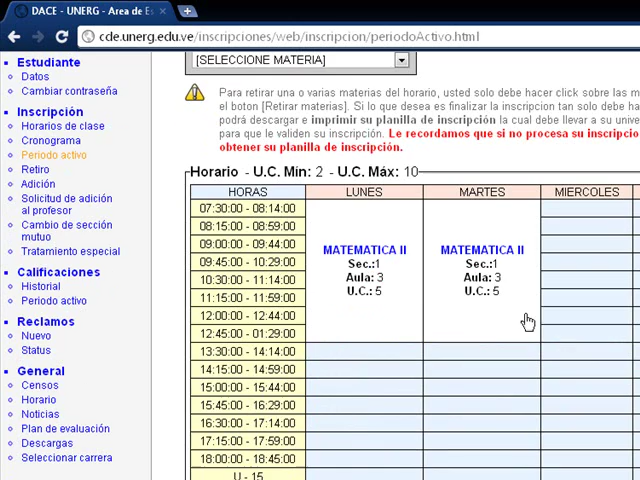 DACE - UNERG - Area de Es
cde.unerg.edu.ve/inscripciones/web/inscripcion/periodoActivo.html
Estudiante
Datos
Cambiar contraseña
Inscripción
Horarios de clase
Cronograma
Periodo activo
Retiro
Adición
Solicitud de adición
al profesor
Cambio de sección
mutuo
Tratamiento especial
Calificaciones
Historial
Periodo activo
Reclamos
Nuevo
Status
General
Censos
Horario
Noticias
Plan de evaluación
Descargas
Seleccionar carrera
[SELECCIONE MATERIA]
Para retirar una o varias materias del horario, usted solo debe hacer click sobre las m
el boton [Retirar materias]. Si lo que desea es finalizar la inscripcion tan solo debe ha
podrá descargar e imprimir su planilla de inscripción la cual debe llevar a su unive
para que le validen su inscripción. Le recordamos que si no procesa su inscripcio
obtener su planilla de inscripción.
Horario - U.C. Mín: 2 - U.C. Máx: 10
HORAS LUNES MARTES MIERCOLES
07:30:00 - 08:14:00
08:15:00 - 08:59:00
09:00:00 - 09:44:00
09:45:00 - 10:29:00
10:30:00 - 11:14:00
11:15:00 - 11:59:00
12:00:00 - 12:44:00
12:45:00 - 01:29:00
13:30:00 - 14:14:00
14:15:00 - 14:59:00
15:00:00 - 15:44:00
15:45:00 - 16:29:00
16:30:00 - 17:14:00
17:15:00 - 17:59:00
18:00:00 - 18:45:00
U - 15
MATEMATICA II
Sec.:1
Aula: 3
U.C.: 5
MATEMATICA II
Sec.:1
Aula: 3
U.C.: 5